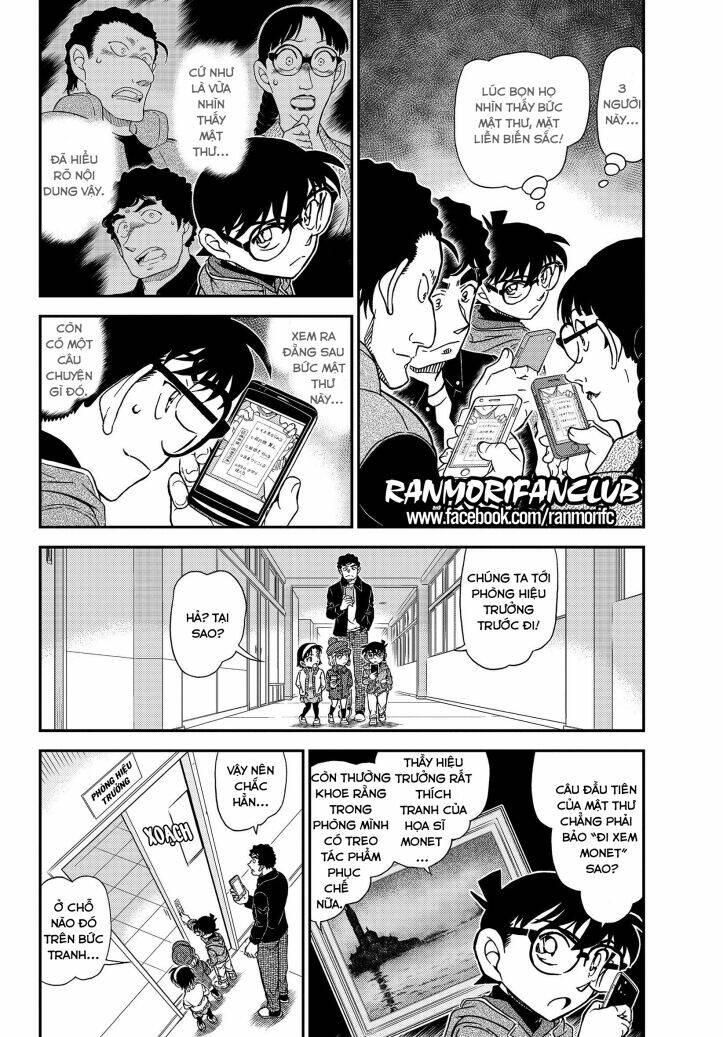 3
NGƯỜI
NÀY...
LÚC BỌN HỌ
NHÌN THẤY BỨC
MẬT THƯ, MẶT
LIỀN BIẾN SẮC!
CỨ NHƯ
LÀ VỪA
NHÌN
THẤY
MẬT
THƯ...
ĐÃ HIỂU
RÕ NỘI
DUNG VẬY.
RANMORIFANCLUB
www.facebook.com/ranmorifc
XEM RA
ĐẰNG SAU
BỨC MẬT
THƯ
NÀY...
CÒN
CÓ MỘT
CÂU
CHUYỆN
GÌ ĐÓ.
CHÚNG TA TỚI
PHÒNG HIỆU
TRƯỞNG
TRƯỚC ĐI!
HẢ? TẠI
SAO?
CÂU ĐẦU TIÊN
CỦA MẬT THƯ
CHẲNG PHẢI
BẢO “ĐI XEM
MONET”
SAO?
THẦY HIỆU
TRƯỞNG RẤT
THÍCH
TRANH CỦA
HỌA SĨ
MONET
...
CÒN THƯỜNG
KHOE RẰNG
TRONG
PHÒNG MÌNH
CÓ TREO
TÁC PHẨM
PHỤC
CHẾ
NỮA...
VẬY NÊN
CHẮC
HẲN...
PHÒNG HIỆU
TRƯỞNG
XOẠCH
Ở CHỖ
NÀO ĐÓ
TRÊN BỨC
TRANH...